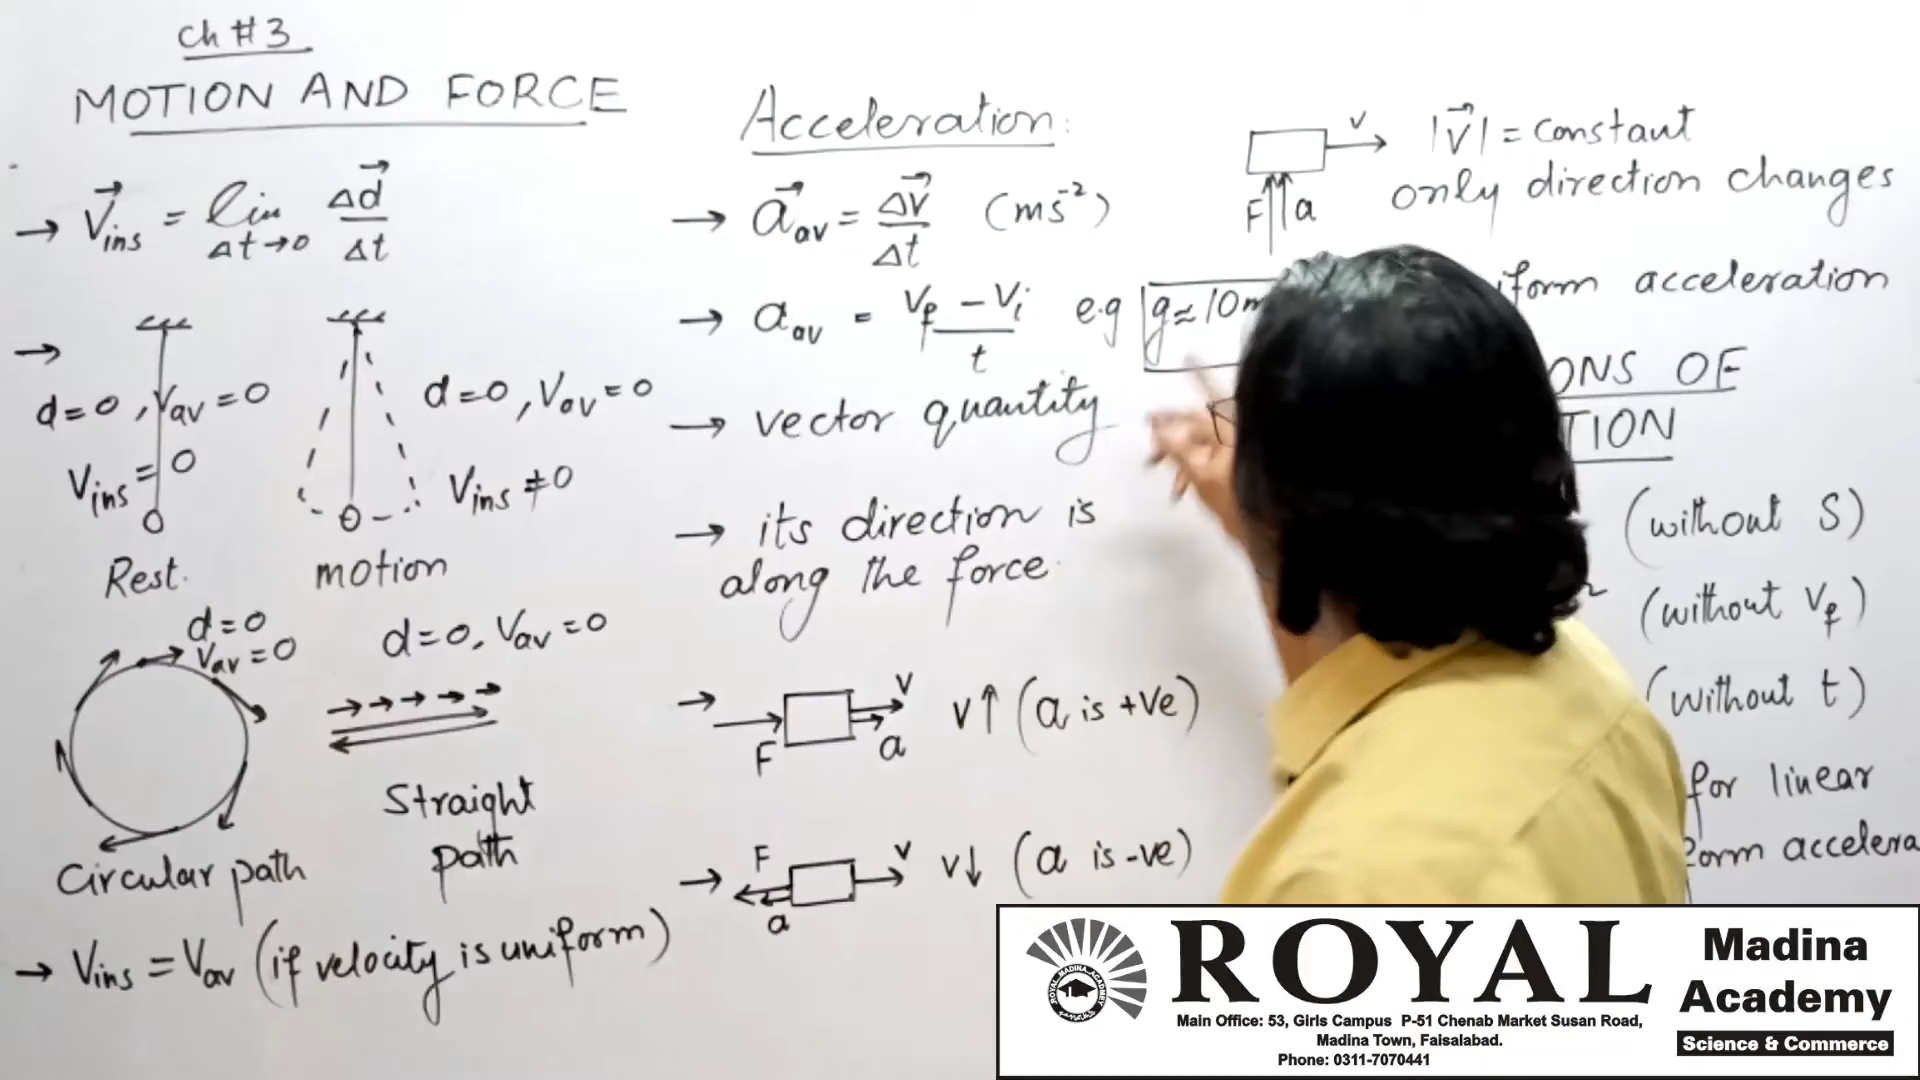 Ch # 3
MOTION AND FORCE
→ V⃗ins = lim Δt→0 Δd⃗/Δt
→
d=0, Vav=0
Vins=0
Rest.
d=0, Vav=0
Vins≠0
motion
d=0
Vav=0
Circular path
d=0, Vav=0
Straight
path
→ Vins = Vav (if velocity is uniform)
Acceleration:
→ a⃗av = Δv⃗/Δt (ms⁻²)
→ aav = Vf - Vi / t e.g g≈10m
→ vector quantity
→ its direction is
along the force.
→ F v a v↑ (a is +ve)
→ F a v v↓ (a is -ve)
v |v⃗| = constant
only direction changes
F a
iform acceleration
ONS OF
TION
(without S)
(without Vf)
(without t)
for linear
form accelera
ROYAL
Main Office: 53, Girls Campus P-51 Chenab Market Susan Road,
Madina Town, Faisalabad.
Phone: 0311-7070441
Madina
Academy
Science & Commerce